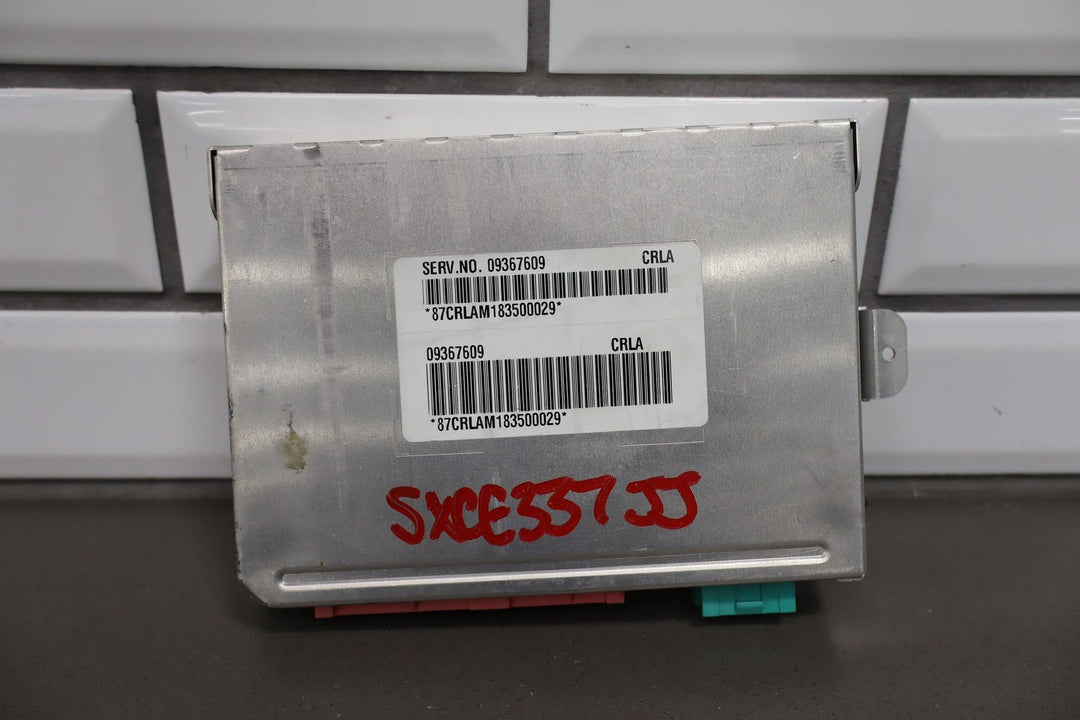 SERV.NO. 09367609 CRLA
*87CRLAM183500029*
09367609 CRLA
*87CRLAM183500029*
SXCE337 JJ